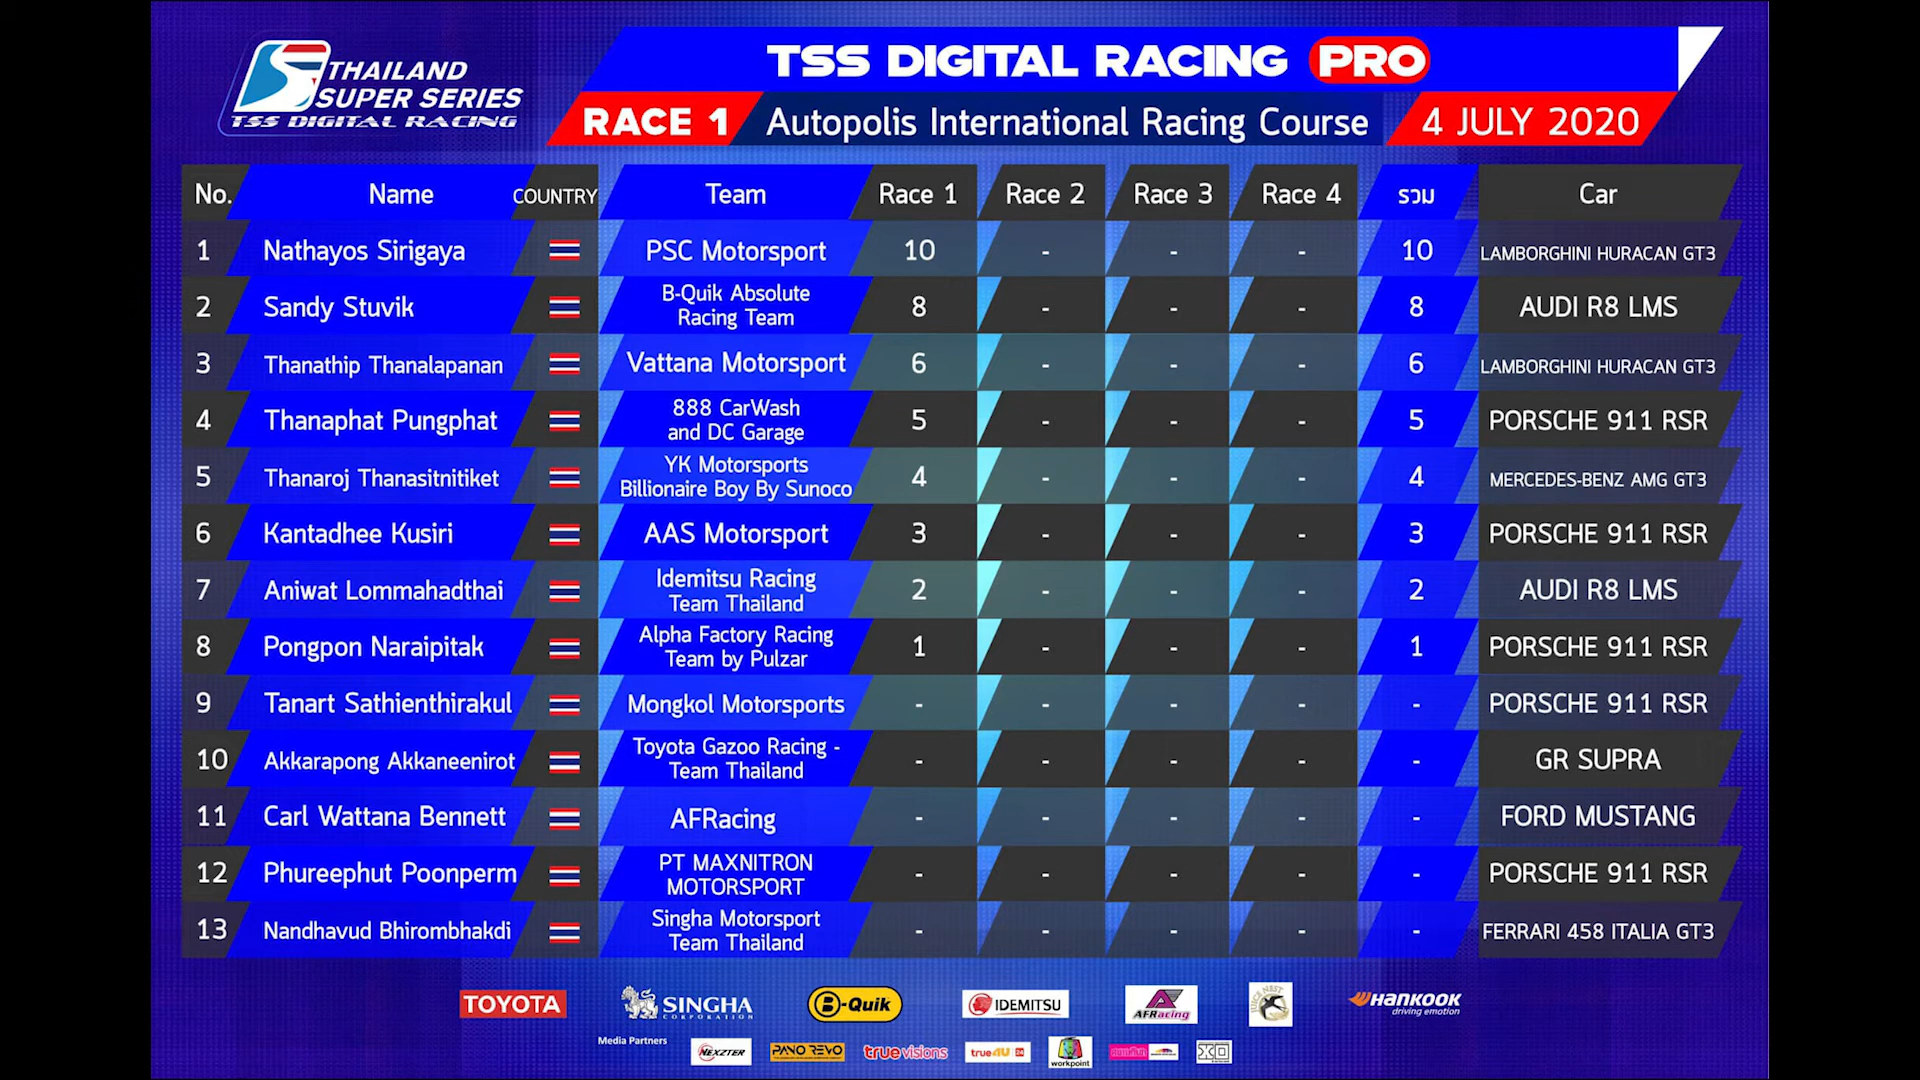 THAILAND
SUPER SERIES
TSS DIGITAL RACING
TSS DIGITAL RACING PRO
RACE 1 Autopolis International Racing Course 4 JULY 2020
No. Name COUNTRY Team Race 1 Race 2 Race 3 Race 4 รวม Car
1 Nathayos Sirigaya PSC Motorsport 10 - - - 10 LAMBORGHINI HURACAN GT3
2 Sandy Stuvik B-Quik Absolute
Racing Team 8 - - - 8 AUDI R8 LMS
3 Thanathip Thanalapanan Vattana Motorsport 6 - - - 6 LAMBORGHINI HURACAN GT3
4 Thanaphat Pungphat 888 CarWash
and DC Garage 5 - - - 5 PORSCHE 911 RSR
5 Thanaroj Thanasitnitiket YK Motorsports
Billionaire Boy By Sunoco 4 - - - 4 MERCEDES-BENZ AMG GT3
6 Kantadhee Kusiri AAS Motorsport 3 - - - 3 PORSCHE 911 RSR
7 Aniwat Lommahadthai Idemitsu Racing
Team Thailand 2 - - - 2 AUDI R8 LMS
8 Pongpon Naraipitak Alpha Factory Racing
Team by Pulzar 1 - - - 1 PORSCHE 911 RSR
9 Tanart Sathienthirakul Mongkol Motorsports - - - - - PORSCHE 911 RSR
10 Akkarapong Akkaneenirot Toyota Gazoo Racing -
Team Thailand - - - - - GR SUPRA
11 Carl Wattana Bennett AFRacing - - - - - FORD MUSTANG
12 Phureephut Poonperm PT MAXNITRON
MOTORSPORT - - - - - PORSCHE 911 RSR
13 Nandhavud Bhirombhakdi Singha Motorsport
Team Thailand - - - - - FERRARI 458 ITALIA GT3
TOYOTA SINGHA B-Quik IDEMITSU AFRacing HANKOOK
CORPORATION driving emotion
Media Partners
NEXZTER PANO REVO truevisions true4U 24 workpoint XO